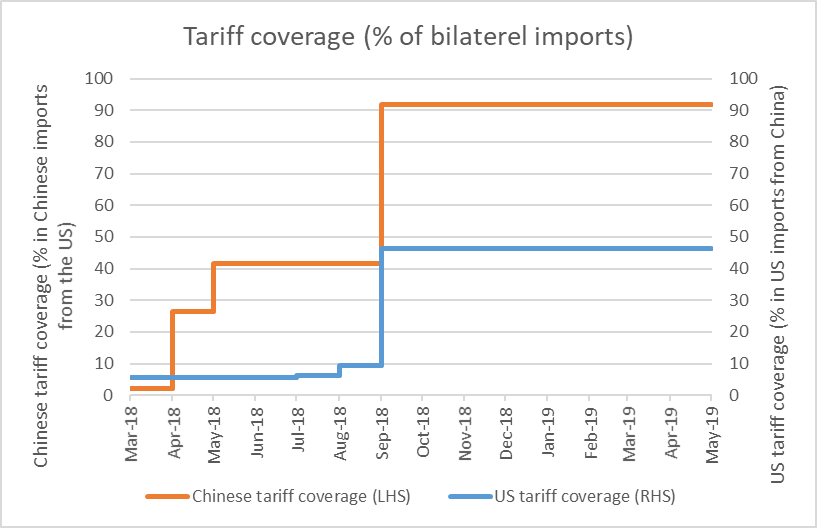 Tariff coverage (% of bilaterel imports)
Chinese tariff coverage (% in Chinese imports
from the US)
100
90
80
70
60
50
40
30
20
10
0
100
90
80
70
60
50
40
30
20
10
0
US tariff coverage (% in US imports from China)
Mar-18
Apr-18
May-18
Jun-18
Jul-18
Aug-18
Sep-18
Oct-18
Nov-18
Dec-18
Jan-19
Feb-19
Mar-19
Apr-19
May-19
Chinese tariff coverage (LHS)
US tariff coverage (RHS)